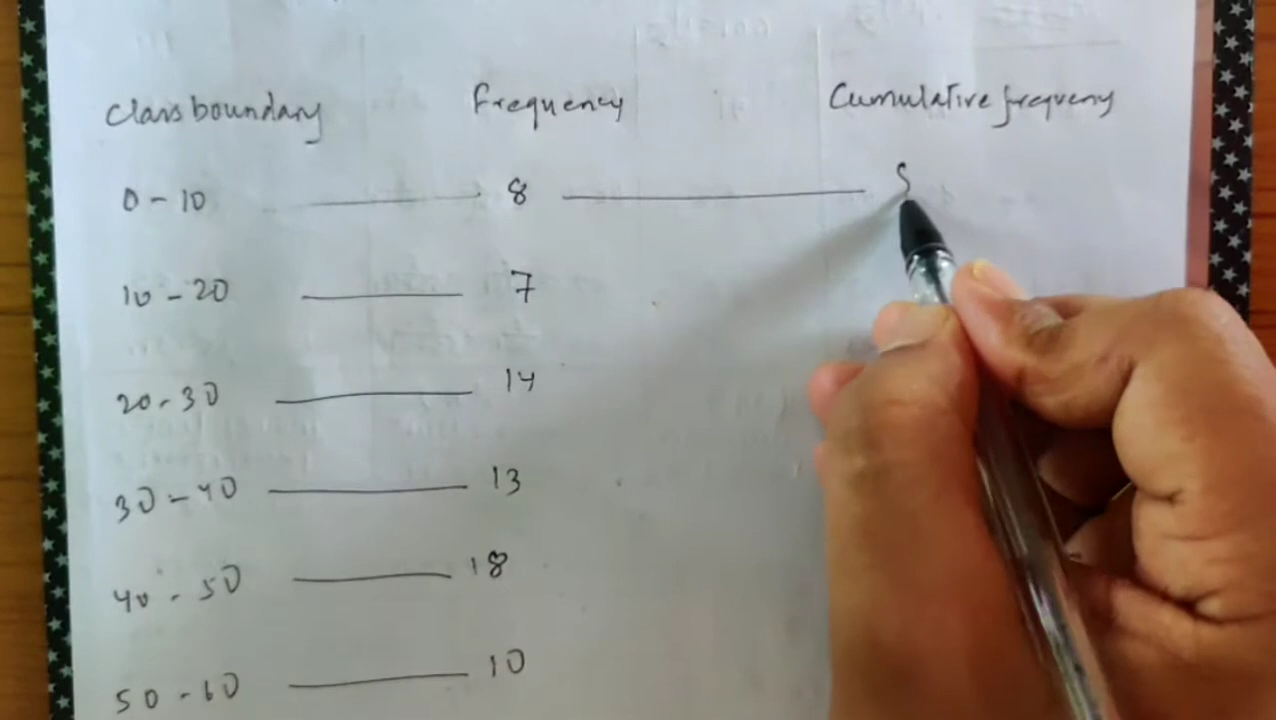 Class boundary Frequency Cumulative frequency
0 - 10 8
10 - 20 7
20 - 30 14
30 - 40 13
40 - 50 18
50 - 60 10